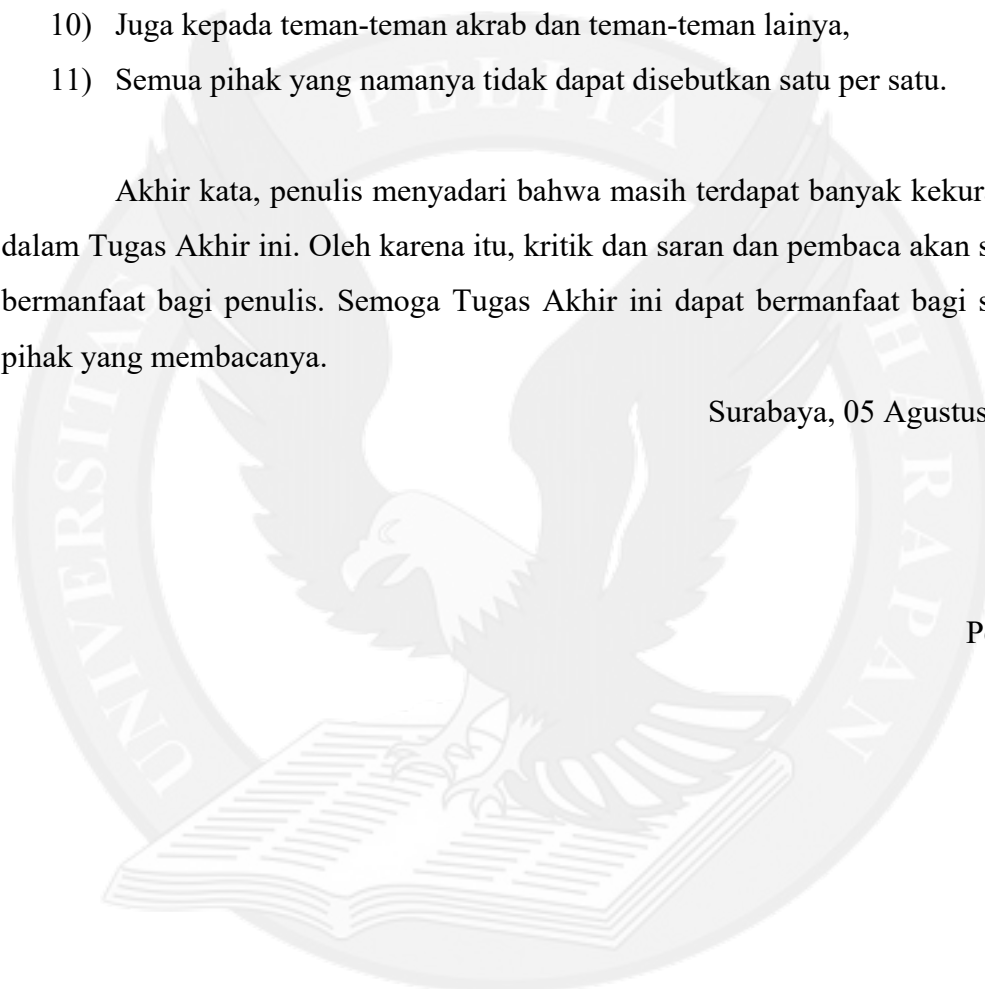 10) Juga kepada teman-teman akrab dan teman-teman lainya,
11) Semua pihak yang namanya tidak dapat disebutkan satu per satu.
Akhir kata, penulis menyadari bahwa masih terdapat banyak
dalam Tugas Akhir ini. Oleh karena itu, kritik dan saran dan pembaca akan
bermanfaat bagi penulis. Semoga Tugas Akhir ini dapat bermanfaat bagi
pihak yang membacanya.
Surabaya, 05 Agustus
UNIVERSITAS PELITA HARAPAN